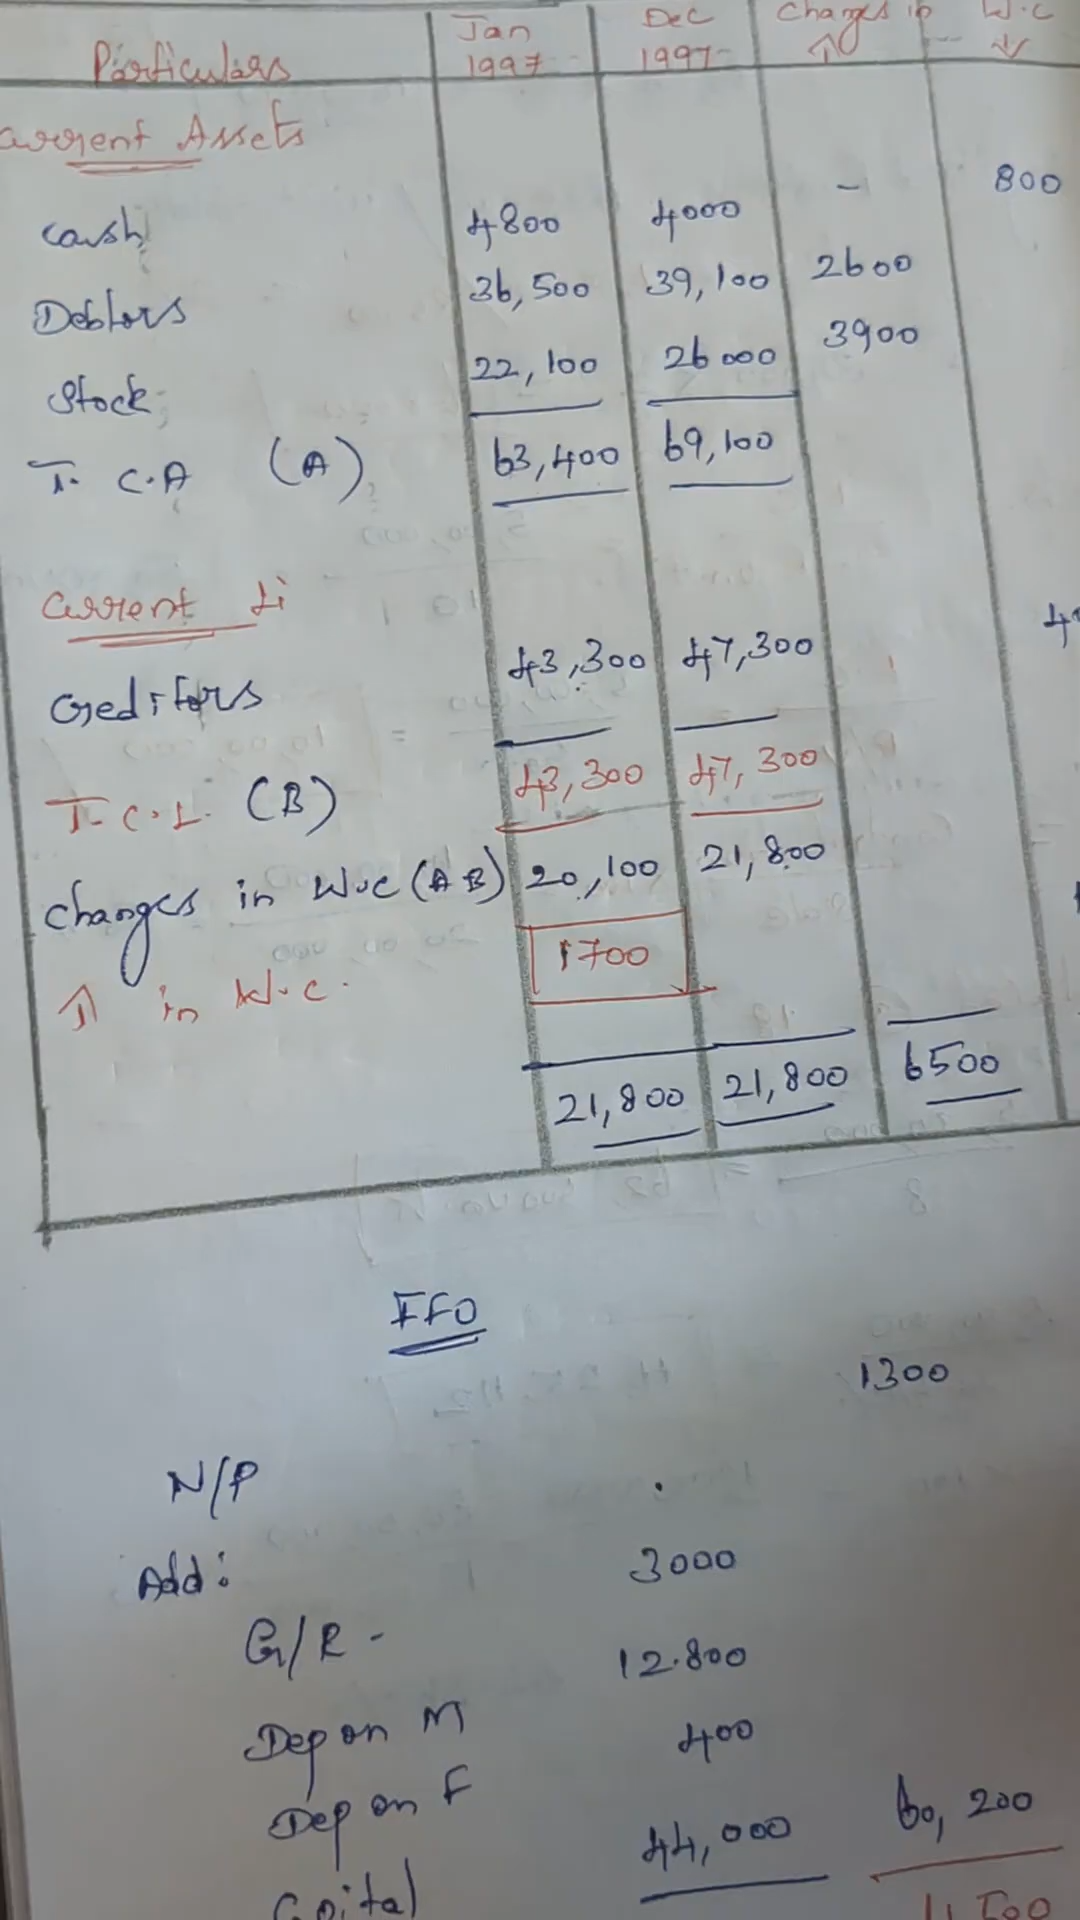 Particulars Jan 1997 Dec 1997 Changes in W.C ↑ ↓
Current Assets
Cash 4800 4000 - 800
Debtors 36,500 39,100 2600
Stock 22,100 26000 3900
T. C.A (A) 63,400 69,100
Current Li
Creditors 43,300 47,300
T.C.L. (B) 43,300 47,300
Changes in W.C (A B) 20,100 21,800
↑ in W.C. 1700
21,800 21,800 6500
FFO
N/P 1300
Add:
G/R - 3000
Dep on M 12.800
Dep on F 400
44,000 60,200